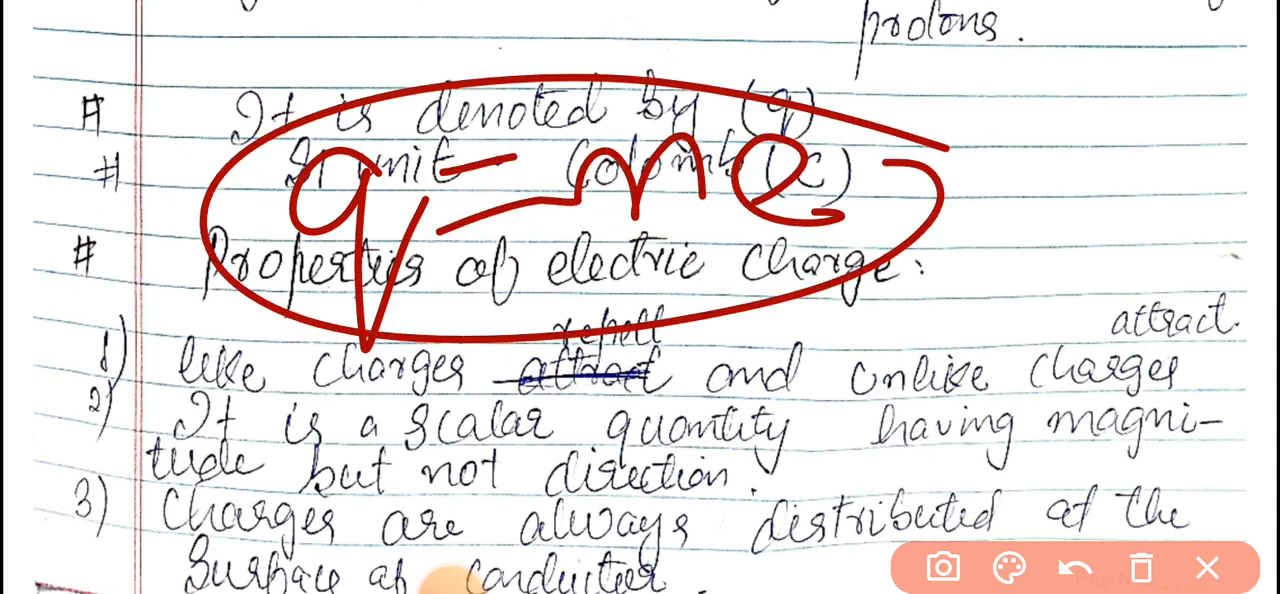 protons.
# It is denoted by (q)
# SI unit – Colomb (C)
q = ne
# Properties of electric charge:
repell attract.
1) like charges attract and unlike charges
2) It is a scalar quantity having magni-
tude but not direction.
3) Charges are always distributed at the
Surface of conductor.